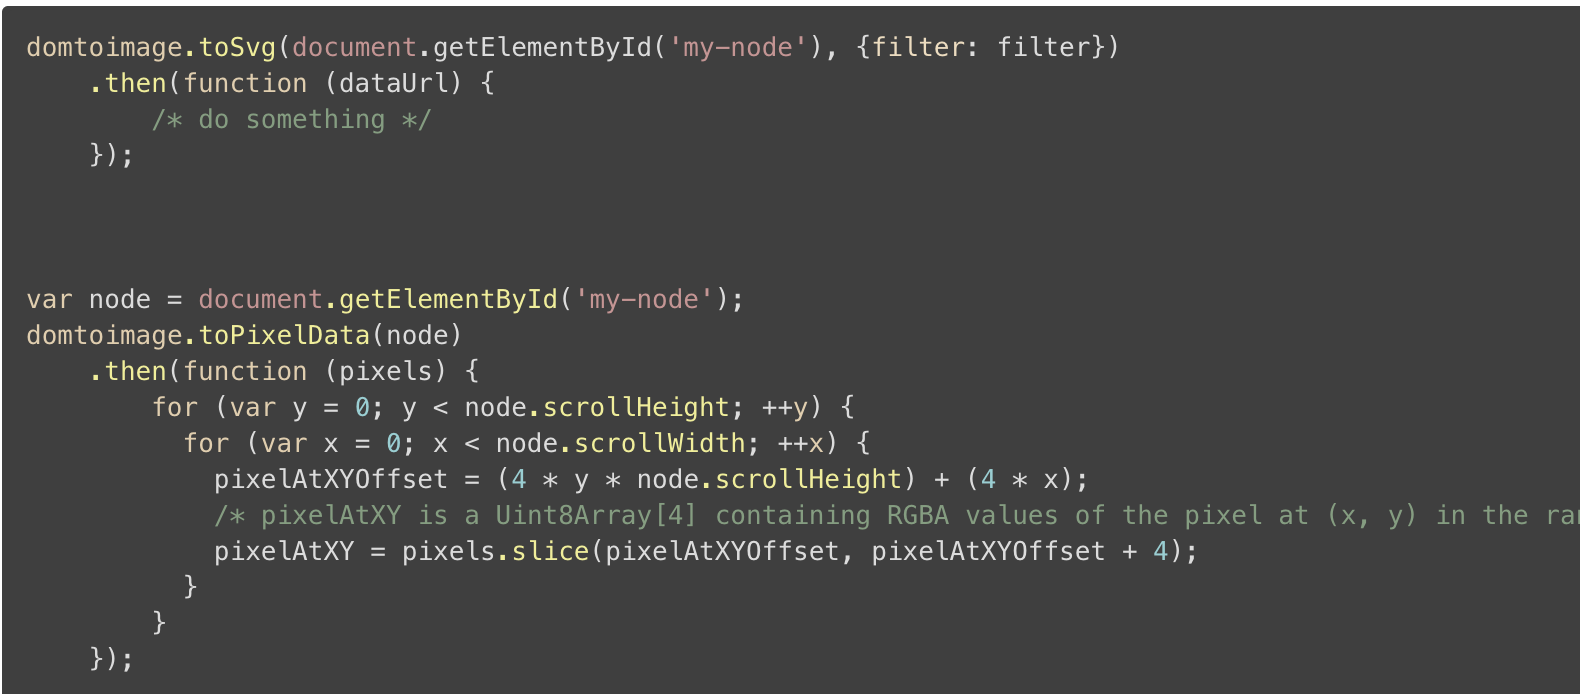 domtoimage.toSvg(document.getElementById('my-node'), {filter: filter})
    .then(function (dataUrl) {
        /* do something */
    });
var node = document.getElementById('my-node');
domtoimage.toPixelData(node)
    .then(function (pixels) {
        for (var y = 0; y < node.scrollHeight; ++y) {
          for (var x = 0; x < node.scrollWidth; ++x) {
            pixelAtXYOffset = (4 * y * node.scrollHeight) + (4 * x);
            /* pixelAtXY is a Uint8Array[4] containing RGBA values of the pixel at (x, y) in the
            pixelAtXY = pixels.slice(pixelAtXYOffset, pixelAtXYOffset + 4);
          }
        }
    });